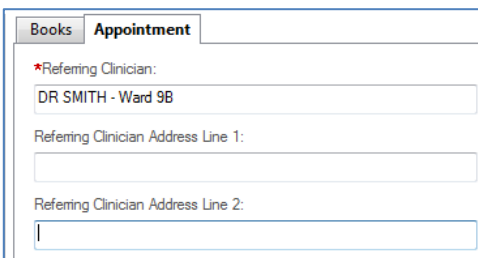 Books Appointment
*Referring Clinician:
DR SMITH - Ward 9B
Referring Clinician Address Line 1:
Referring Clinician Address Line 2: